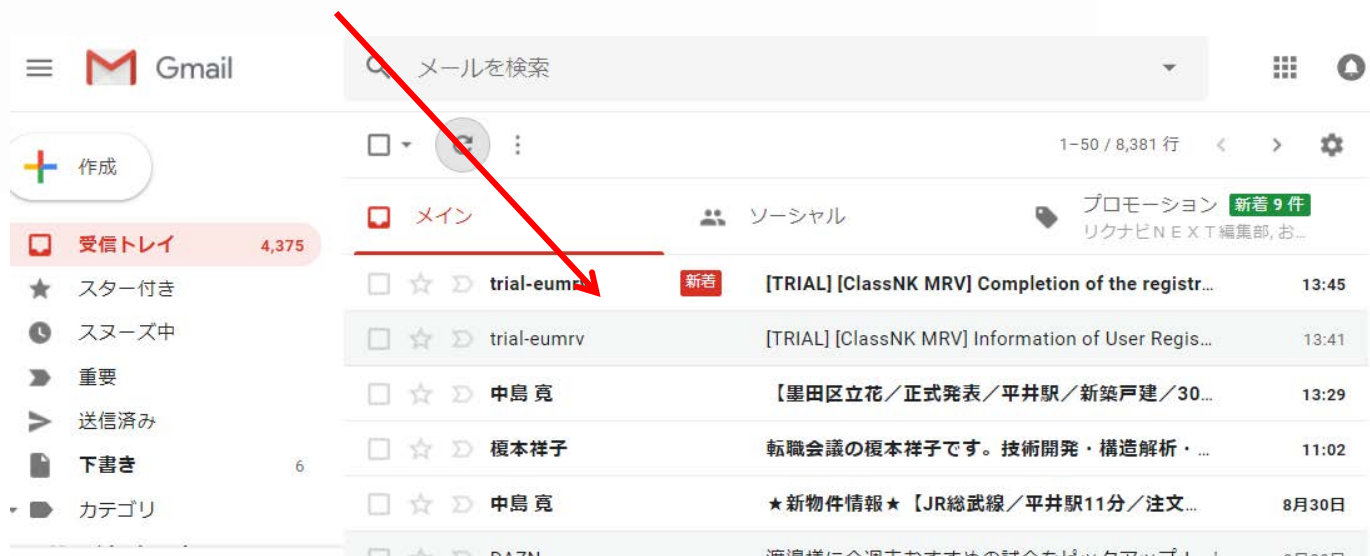 Gmail
メールを検索
作成
1-50 / 8,381 行
メイン
ソーシャル
プロモーション 新着 9 件
リクナビＮＥＸＴ編集部, お…
受信トレイ 4,375
スター付き
スヌーズ中
重要
送信済み
下書き 6
カテゴリ
trial-eumrv 新着 [TRIAL] [ClassNK MRV] Completion of the registr… 13:45
trial-eumrv [TRIAL] [ClassNK MRV] Information of User Regis… 13:41
中島 寛 【墨田区立花／正式発表／平井駅／新築戸建／30… 13:29
榎本祥子 転職会議の榎本祥子です。技術開発・構造解析・… 11:02
中島 寛 ★新物件情報★【JR総武線／平井駅11分／注文… 8月30日